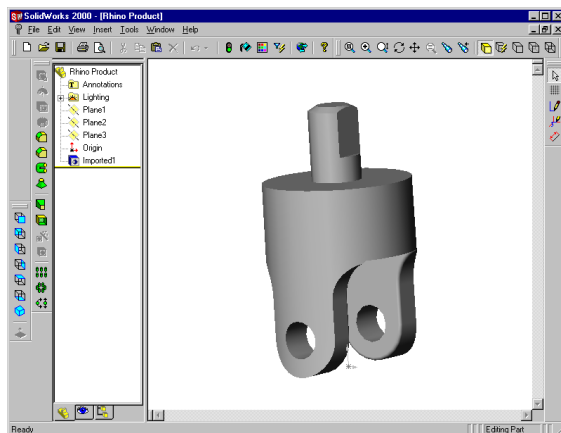 SolidWorks 2000 - [Rhino Product]
File Edit View Insert Tools Window Help
Rhino Product
Annotations
Lighting
Plane1
Plane2
Plane3
Origin
Imported1
Ready
Editing Part